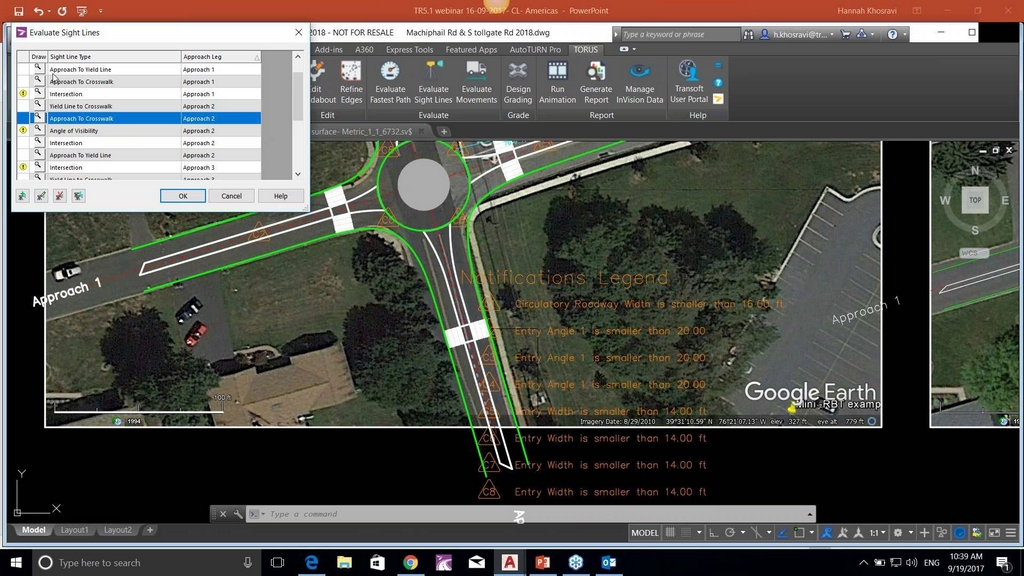 TR5.1 webinar 16-09-2017- CL- Americas - PowerPoint
Hannah Khosravi
Evaluate Sight Lines
2018 - NOT FOR RESALE
Machiphail Rd & S tollgate Rd 2018.dwg
Type a keyword or phrase
h.khosravi@tr...
Add-ins
A360
Express Tools
Featured Apps
AutoTURN Pro
TORUS
Draw
Sight Line Type
Approach Leg
Approach To Yield Line
Approach 1
Approach To Crosswalk
Approach 1
Intersection
Approach 1
Yield Line to Crosswalk
Approach 2
Approach To Crosswalk
Approach 2
Angle of Visibility
Approach 2
Intersection
Approach 2
Approach To Yield Line
Approach 2
Intersection
Approach 3
OK
Cancel
Help
Refine Edges
Evaluate Fastest Path
Evaluate Sight Lines
Evaluate Movements
Design Grading
Run Animation
Generate Report
Manage InVision Data
Transoft User Portal
Edit
Evaluate
Grade
Report
Help
surface- Metric_1_1_6732.sv$
N
W
TOP
E
S
WCS
Approach 1
Approach 1
Notifications Legend
Circulatory Roadway Width is smaller than 16.00 ft
Entry Angle 1 is smaller than 20.00
Entry Angle 1 is smaller than 20.00
C4
Entry Angle 1 is smaller than 20.00
C5
Entry Width is smaller than 14.00 ft
C6
Entry Width is smaller than 14.00 ft
C7
Entry Width is smaller than 14.00 ft
C8
Entry Width is smaller than 14.00 ft
100 ft
Google Earth
Mini -RBT examp
1994
Imagery Date: 8/29/2010 39°31'10.59" N 76°21'07.13" W elev 327 ft eye alt 779 ft
Y
X
Type a command
Model
Layout1
Layout2
MODEL
1:1
Type here to search
ENG
10:39 AM
9/19/2017